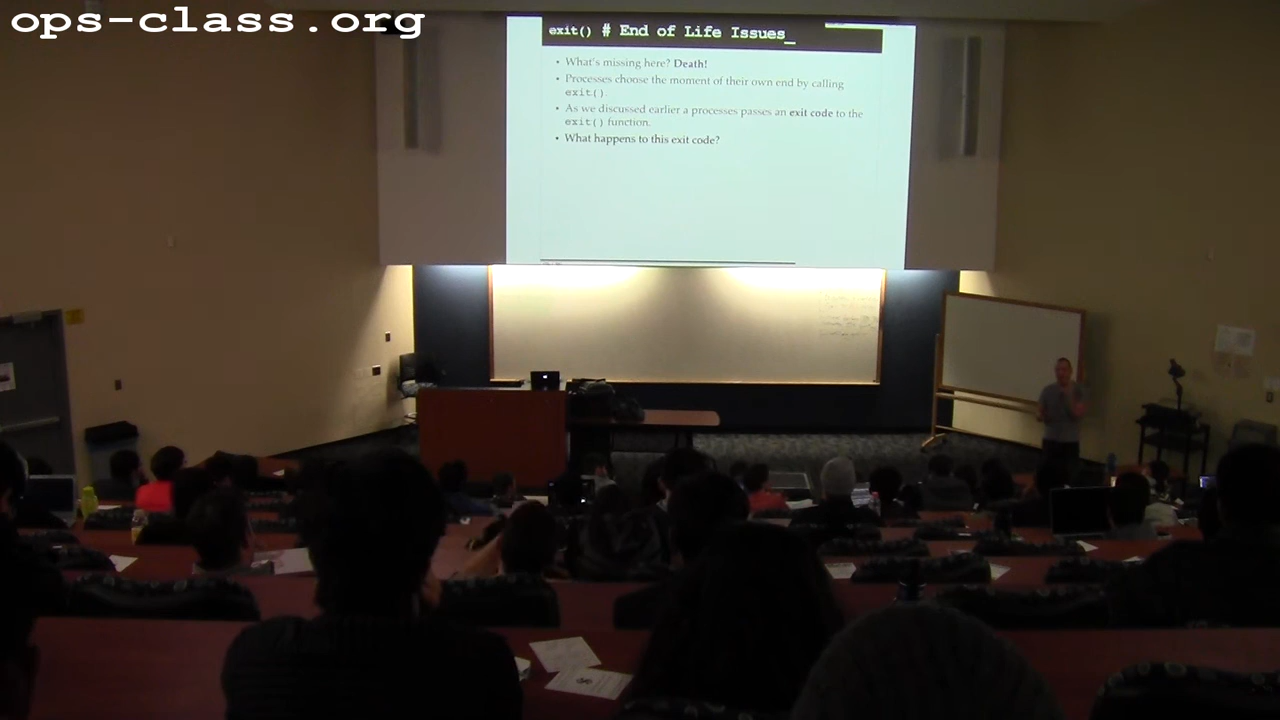 ops-class.org
exit() # End of Life Issues_
• What's missing here? Death!
• Processes choose the moment of their own end by calling
exit().
• As we discussed earlier a processes passes an exit code to the
exit() function.
• What happens to this exit code?